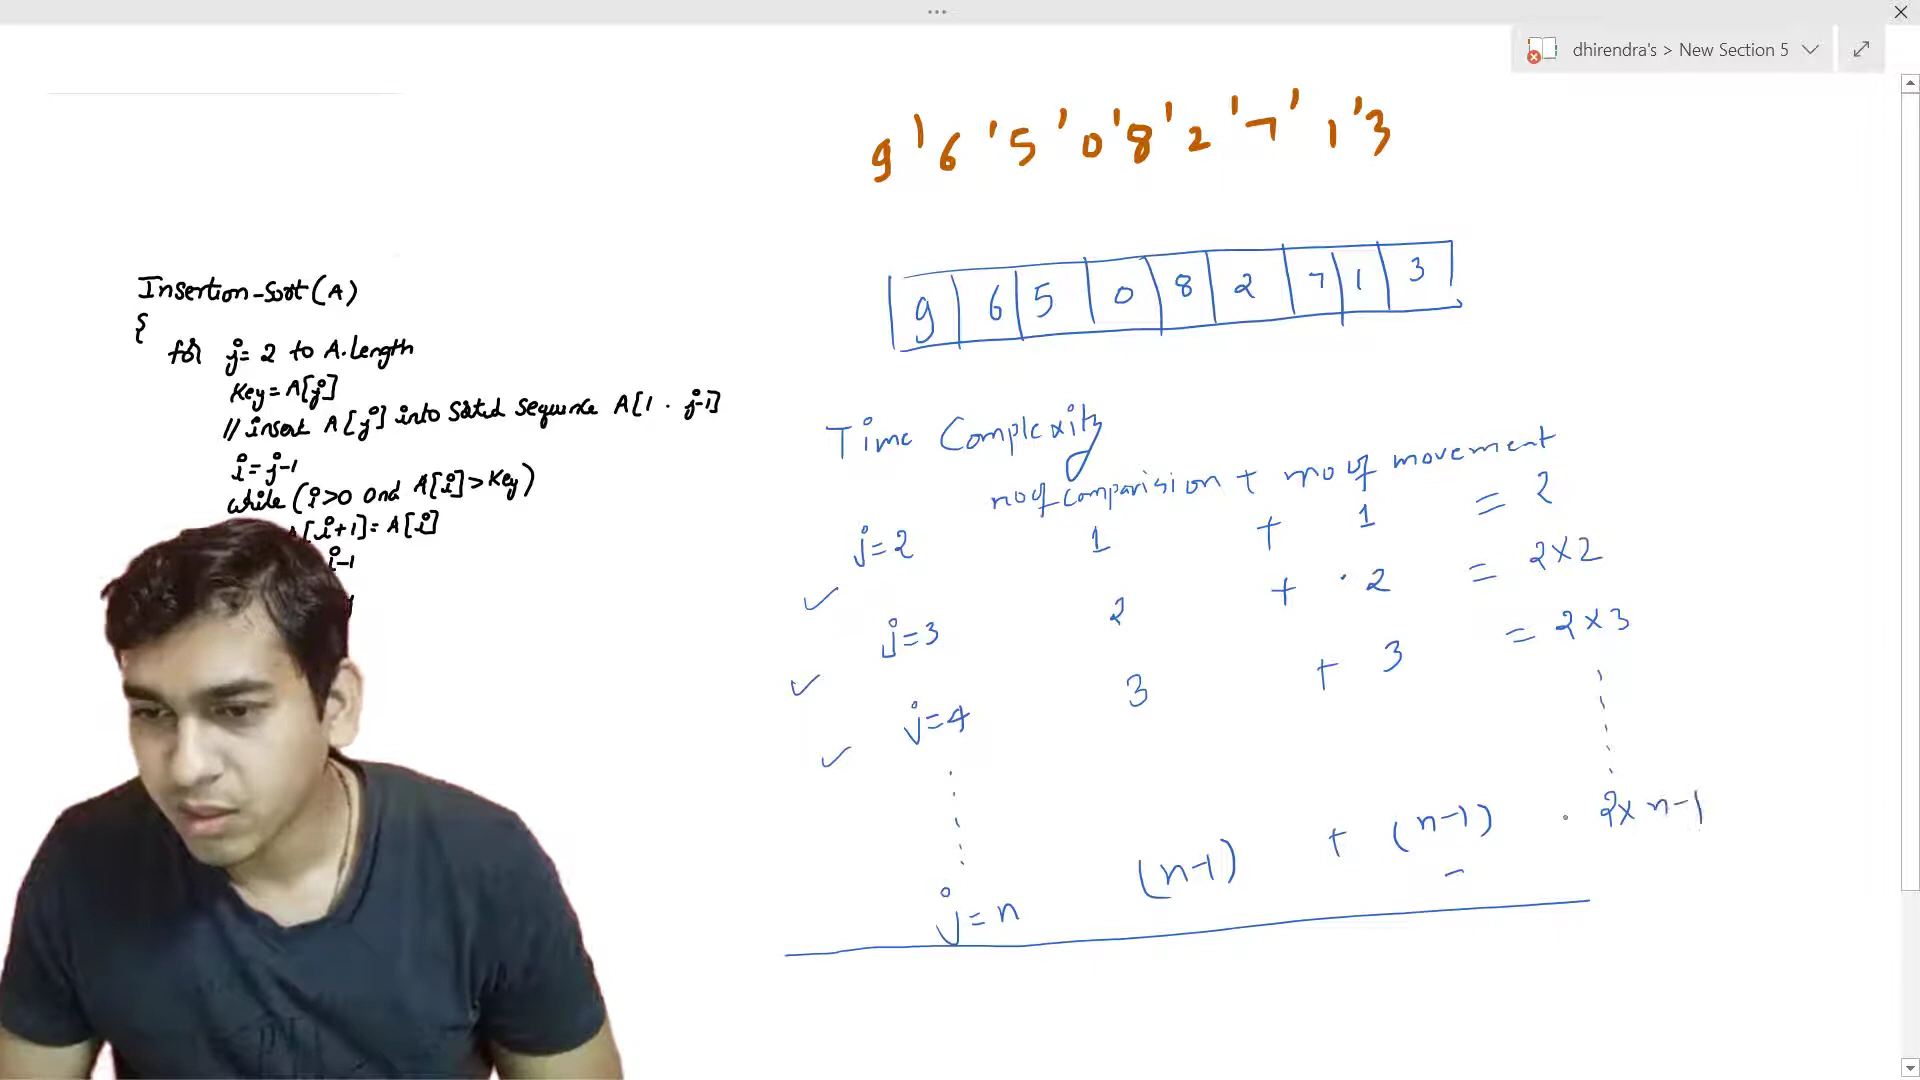 dhirendra's > New Section 5
9 ' 6 ' 5 ' 0 ' 8 ' 2 ' 7 ' 1 ' 3
9 6 5 0 8 2 7 1 3
Insertion-Sort(A)
{
for j = 2 to A.length
Key = A[j]
// insert A[j] into Sorted Sequence A[1 . j-1]
i = j-1
while (i>0 and A[i]>Key)
A[i+1] = A[i]
i-1
Time Complexity
no of comparision + no of movement
j=2 1 + 1 = 2
j=3 2 + 2 = 2×2
j=4 3 + 3 = 2×3
j=n (n-1) + (n-1) 2× n-1